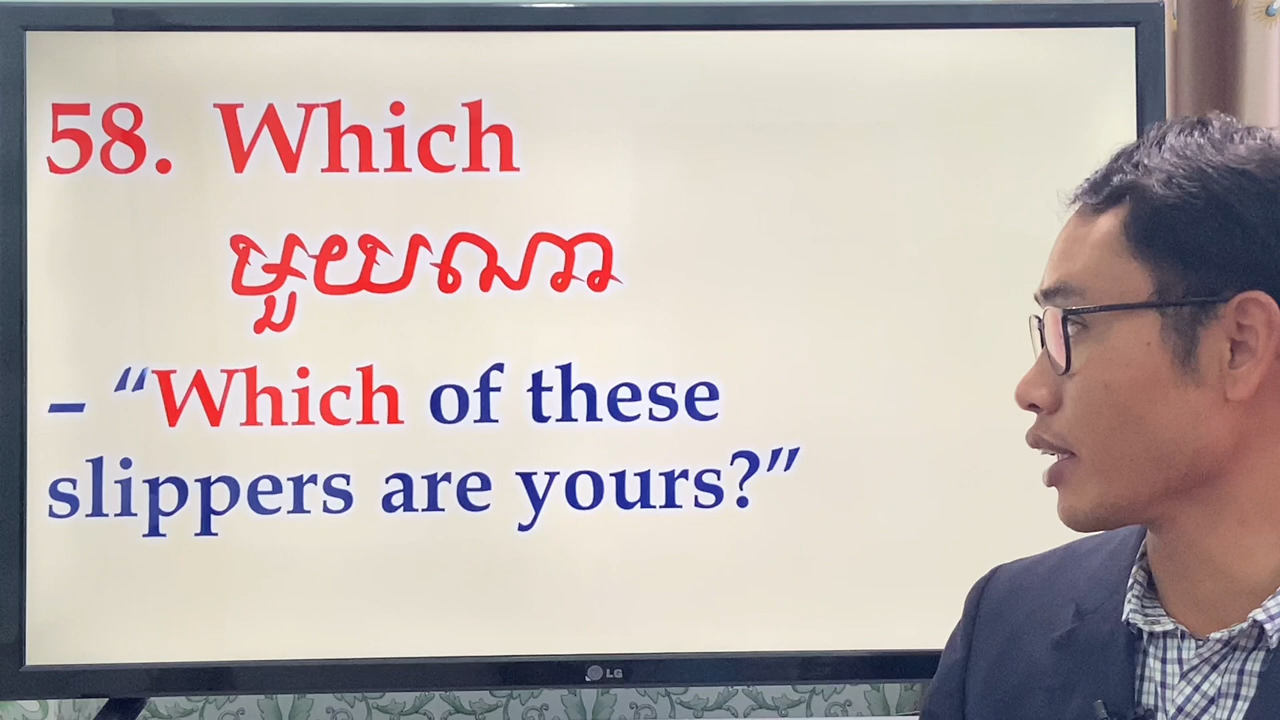 58. Which
មួយណា
– “Which of these
slippers are yours?”
LG